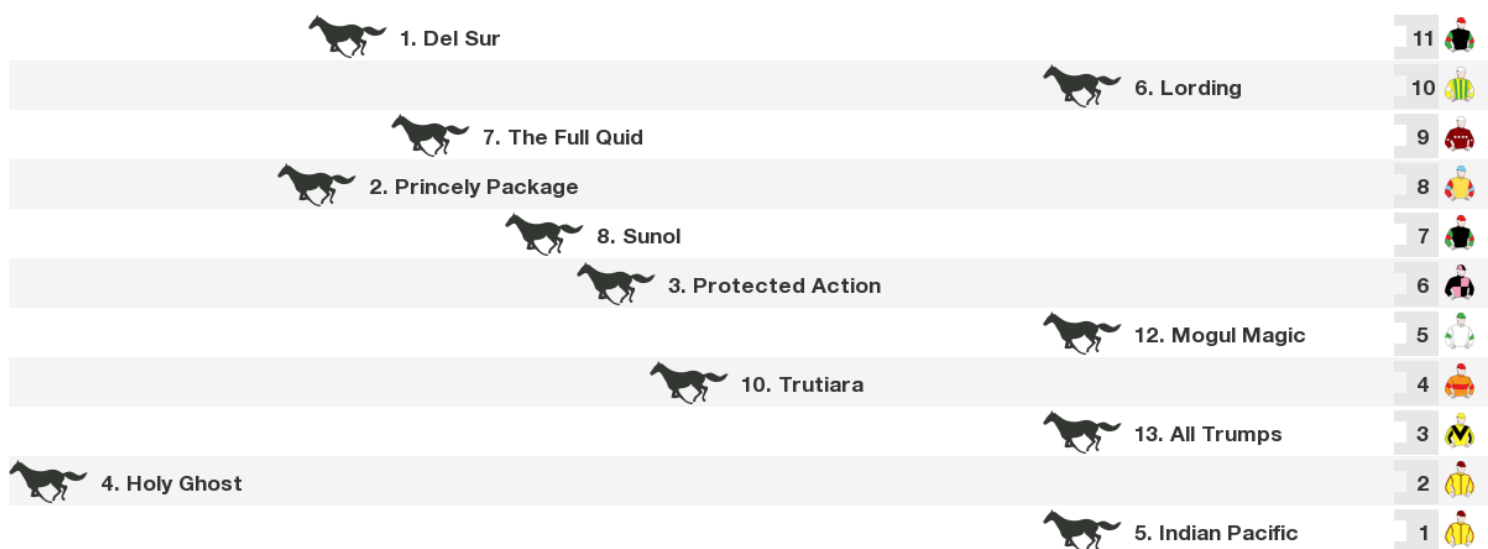 1. Del Sur 11
6. Lording 10
7. The Full Quid 9
2. Princely Package 8
8. Sunol 7
3. Protected Action 6
12. Mogul Magic 5
10. Trutiara 4
13. All Trumps 3
4. Holy Ghost 2
5. Indian Pacific 1